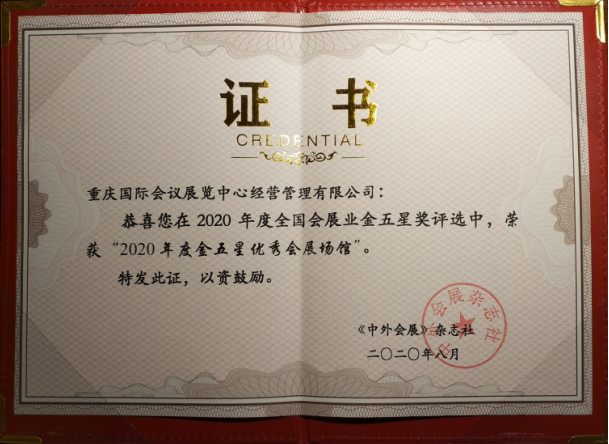 证 书
CREDENTIAL
重庆国际会议展览中心经营管理有限公司：
恭喜您在 2020 年度全国会展业金五星奖评选中，荣
获“2020 年度金五星优秀会展场馆”。
特发此证，以资鼓励。
《中外会展》杂志社
二〇二〇年八月
中外会展杂志社